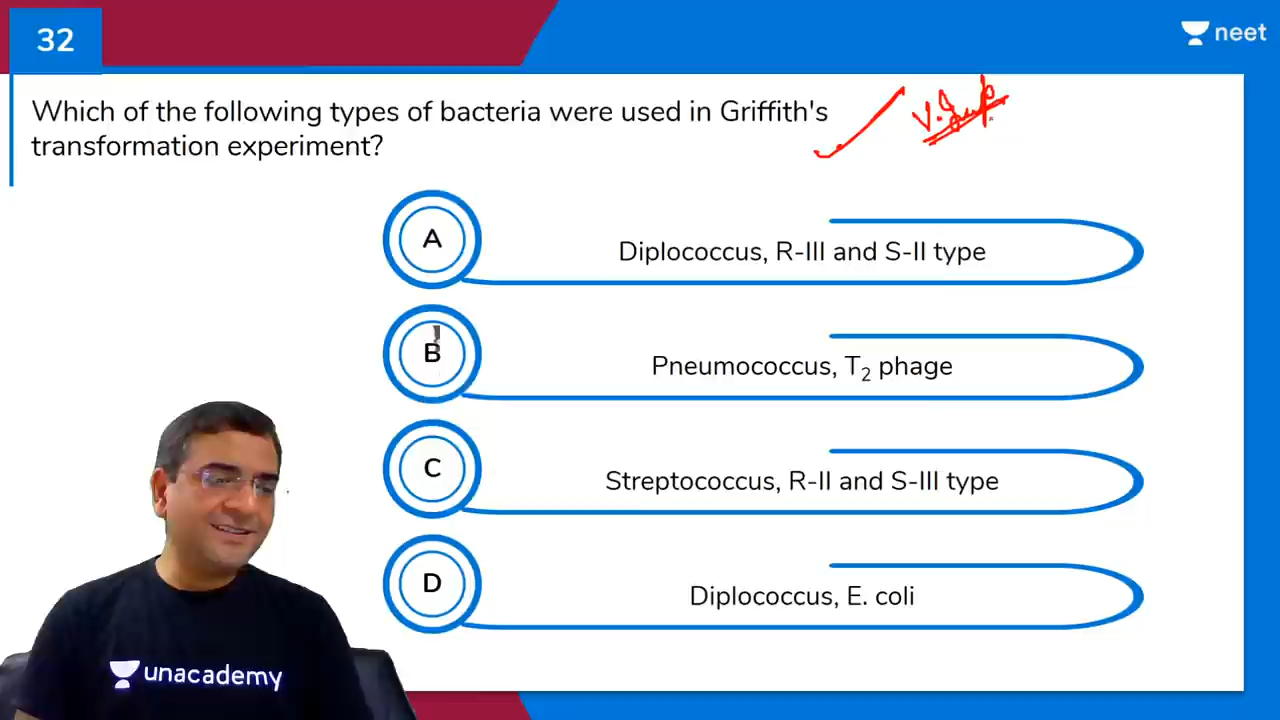 32
neet
Which of the following types of bacteria were used in Griffith's
transformation experiment?
V. Imp.
A
Diplococcus, R-III and S-II type
B
Pneumococcus, T₂ phage
C
Streptococcus, R-II and S-III type
D
Diplococcus, E. coli
unacademy